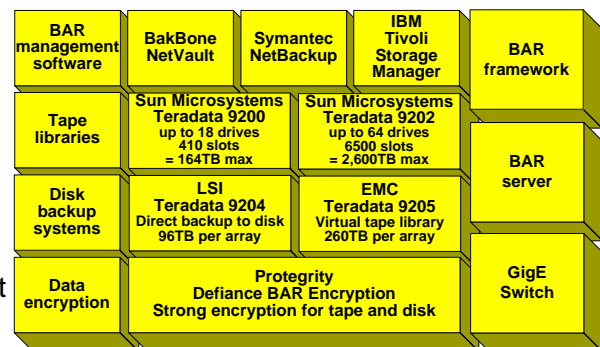 BAR
management
software
BakBone
NetVault
Symantec
NetBackup
IBM
Tivoli
Storage
Manager
BAR
framework
Tape
libraries
Sun Microsystems
Teradata 9200
up to 18 drives
410 slots
= 164TB max
Sun Microsystems
Teradata 9202
up to 64 drives
6500 slots
= 2,600TB max
BAR
server
Disk
backup
systems
LSI
Teradata 9204
Direct backup to disk
96TB per array
EMC
Teradata 9205
Virtual tape library
260TB per array
GigE
Switch
t
Data
encryption
Protegrity
Defiance BAR Encryption
Strong encryption for tape and disk